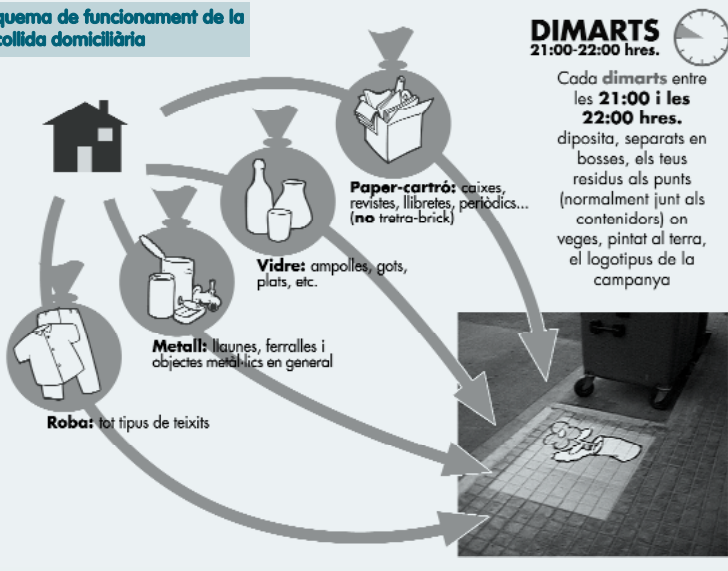 quema de funcionament de la
collida domiciliària
DIMARTS
21:00-22:00 hres.
Cada dimarts entre
les 21:00 i les
22:00 hres.
diposita, separats en
bosses, els teus
residus als punts
(normalment junt als
contenidors) on
veges, pintat al terra,
el logotipus de la
campanya
Paper-cartró: caixes,
revistes, llibretes, periòdics...
(no tretra-brick)
Vidre: ampolles, gots,
plats, etc.
Metall: llaunes, ferralles i
objectes metàl·lics en general
Roba: tot tipus de teixits